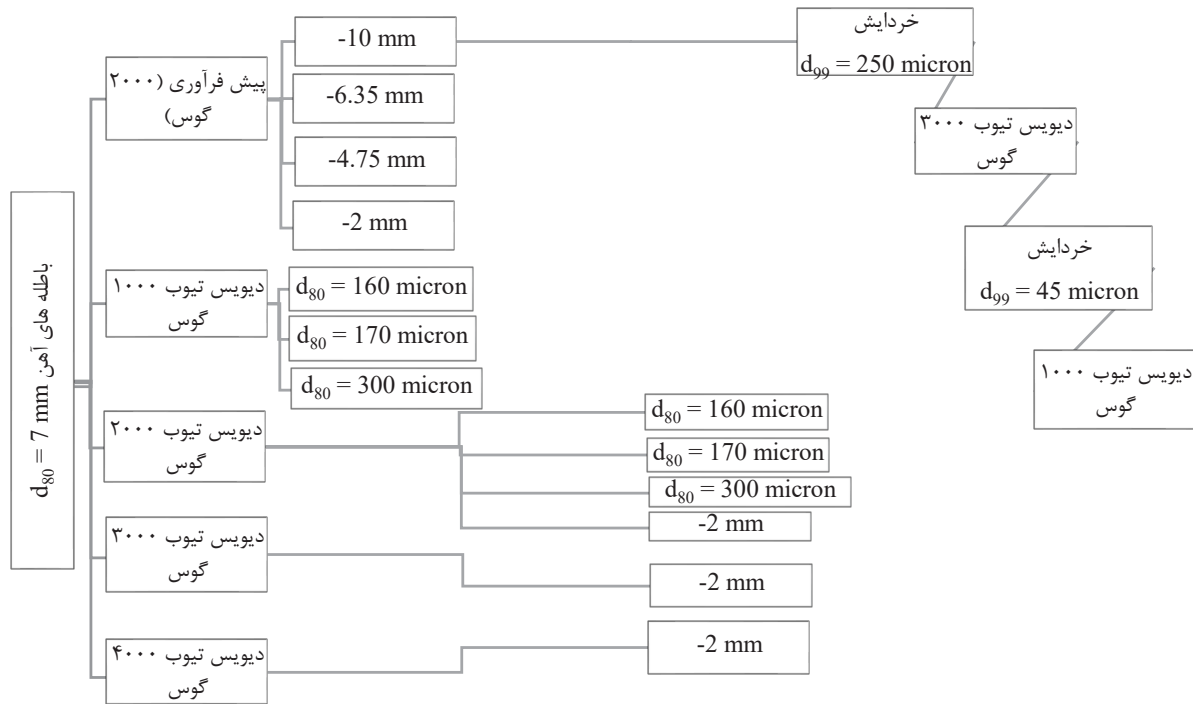 باطله های آهن d80 = 7 mm
پیش فرآوری (۲۰۰۰
گوس)
-10 mm
-6.35 mm
-4.75 mm
-2 mm
خردایش
d99 = 250 micron
دیویس تیوب ۳۰۰۰
گوس
خردایش
d99 = 45 micron
دیویس تیوب ۱۰۰۰
گوس
دیویس تیوب ۱۰۰۰
گوس
d80 = 160 micron
d80 = 170 micron
d80 = 300 micron
دیویس تیوب ۲۰۰۰
گوس
d80 = 160 micron
d80 = 170 micron
d80 = 300 micron
-2 mm
دیویس تیوب ۳۰۰۰
گوس
-2 mm
دیویس تیوب ۴۰۰۰
گوس
-2 mm